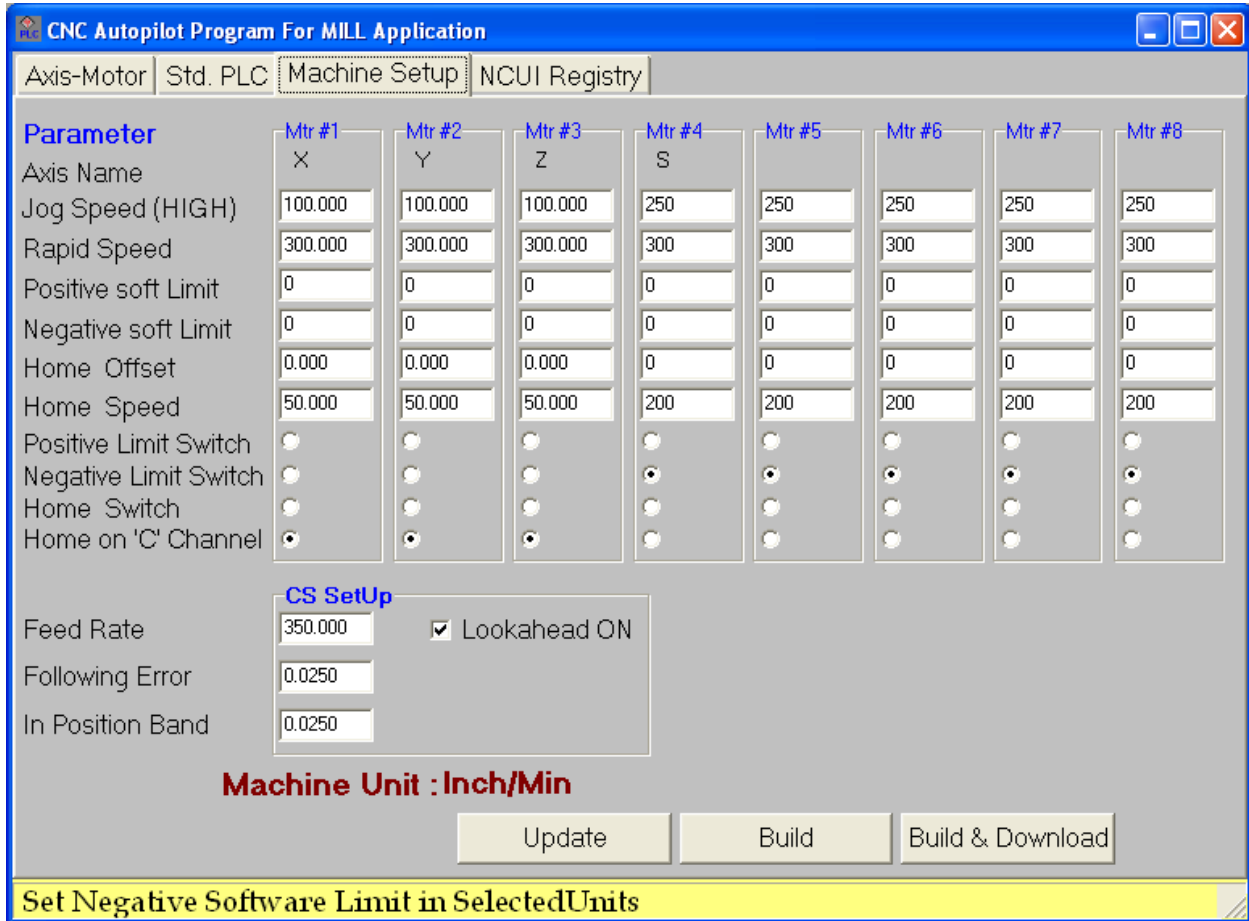 PLC CNC Autopilot Program For MILL Application
Axis-Motor Std. PLC Machine Setup NCUI Registry
Parameter Mtr #1 Mtr #2 Mtr #3 Mtr #4 Mtr #5 Mtr #6 Mtr #7 Mtr #8
Axis Name X Y Z S
Jog Speed (HIGH) 100.000 100.000 100.000 250 250 250 250 250
Rapid Speed 300.000 300.000 300.000 300 300 300 300 300
Positive soft Limit 0 0 0 0 0 0 0 0
Negative soft Limit 0 0 0 0 0 0 0 0
Home Offset 0.000 0.000 0.000 0 0 0 0 0
Home Speed 50.000 50.000 50.000 200 200 200 200 200
Positive Limit Switch
Negative Limit Switch
Home Switch
Home on 'C' Channel
CS SetUp
Feed Rate 350.000 Lookahead ON
Following Error 0.0250
In Position Band 0.0250
Machine Unit : Inch/Min
Update Build Build & Download
Set Negative Software Limit in SelectedUnits